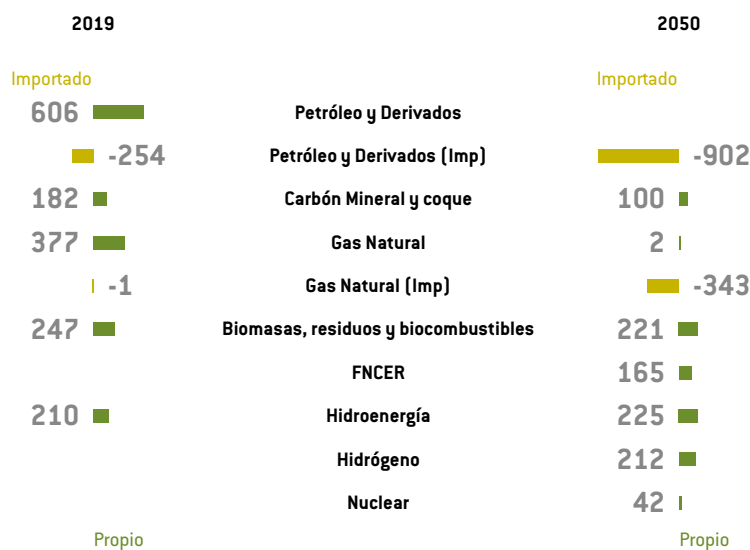 2019 2050
Importado Importado
606 Petróleo y Derivados
-254 Petróleo y Derivados (Imp) -902
182 Carbón Mineral y coque 100
377 Gas Natural 2
-1 Gas Natural (Imp) -343
247 Biomasas, residuos y biocombustibles 221
FNCER 165
210 Hidroenergía 225
Hidrógeno 212
Nuclear 42
Propio Propio